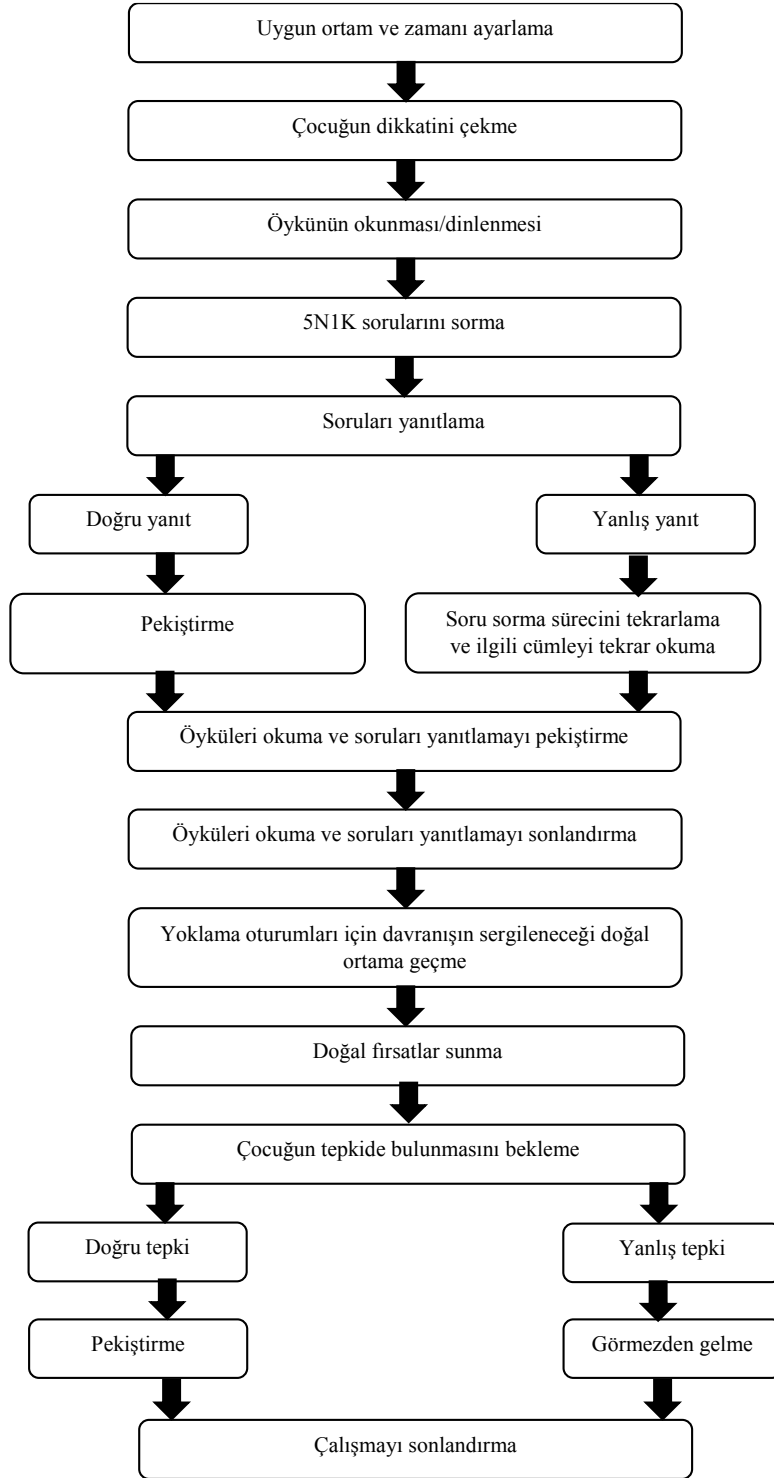 Uygun ortam ve zamanı ayarlama
Çocuğun dikkatini çekme
Öykünün okunması/dinlenmesi
5N1K sorularını sorma
Soruları yanıtlama
Doğru yanıt
Yanlış yanıt
Pekiştirme
Soru sorma sürecini tekrarlama
ve ilgili cümleyi tekrar okuma
Öyküleri okuma ve soruları yanıtlamayı pekiştirme
Öyküleri okuma ve soruları yanıtlamayı sonlandırma
Yoklama oturumları için davranışın sergileneceği doğal
ortama geçme
Doğal fırsatlar sunma
Çocuğun tepkide bulunmasını bekleme
Doğru tepki
Yanlış tepki
Pekiştirme
Görmezden gelme
Çalışmayı sonlandırma